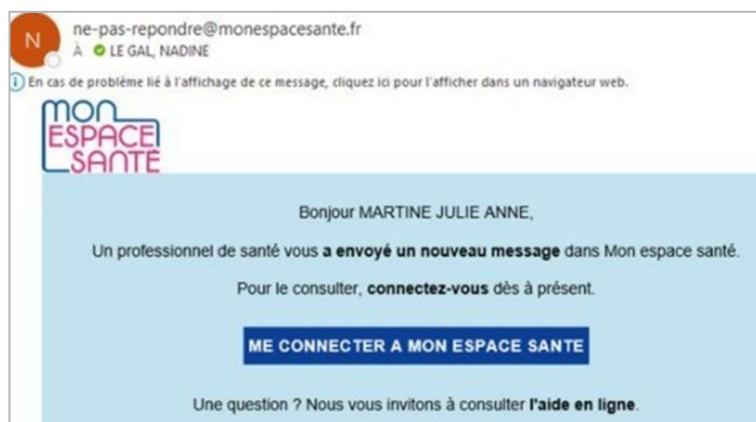 N
ne-pas-repondre@monespacesante.fr
À LE GAL, NADINE
i En cas de problème lié à l'affichage de ce message, cliquez ici pour l'afficher dans un navigateur web.
mon
ESPACE
SANTÉ
Bonjour MARTINE JULIE ANNE,
Un professionnel de santé vous a envoyé un nouveau message dans Mon espace santé.
Pour le consulter, connectez-vous dès à présent.
ME CONNECTER A MON ESPACE SANTE
Une question ? Nous vous invitons à consulter l'aide en ligne.